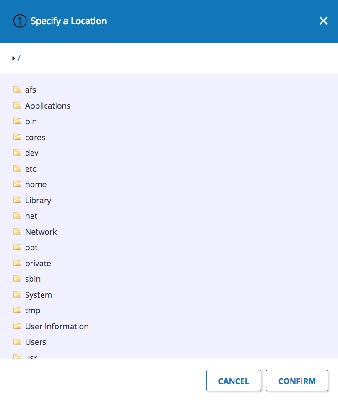 Specify a Location
/
afs
Applications
bin
cores
dev
etc
home
Library
net
Network
opt
private
sbin
System
tmp
User Information
Users
usr
CANCEL
CONFIRM